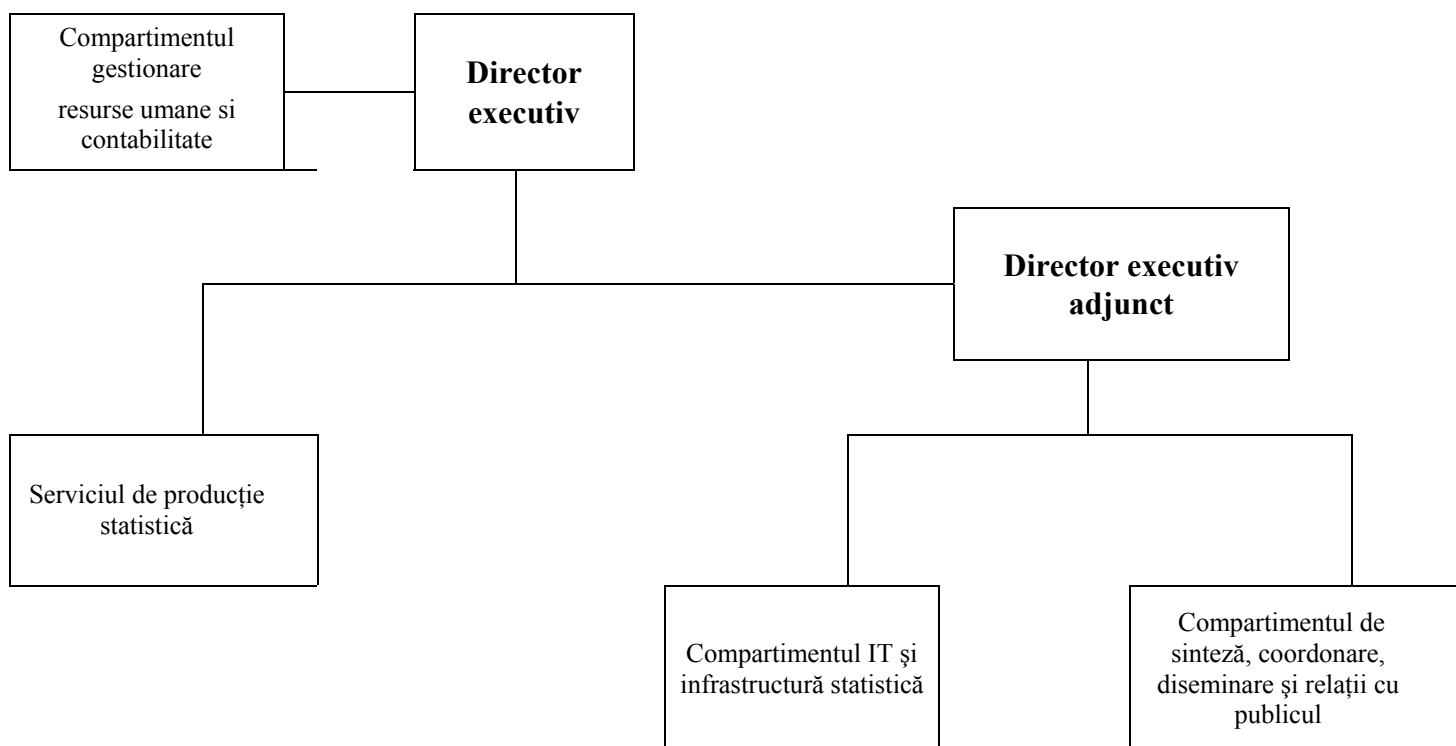 Compartimentul
gestionare
resurse umane si
contabilitate
Director
executiv
Director executiv
adjunct
Serviciul de producție
statistică
Compartimentul IT şi
infrastructură statistică
Compartimentul de
sinteză, coordonare,
diseminare şi relații cu
publicul